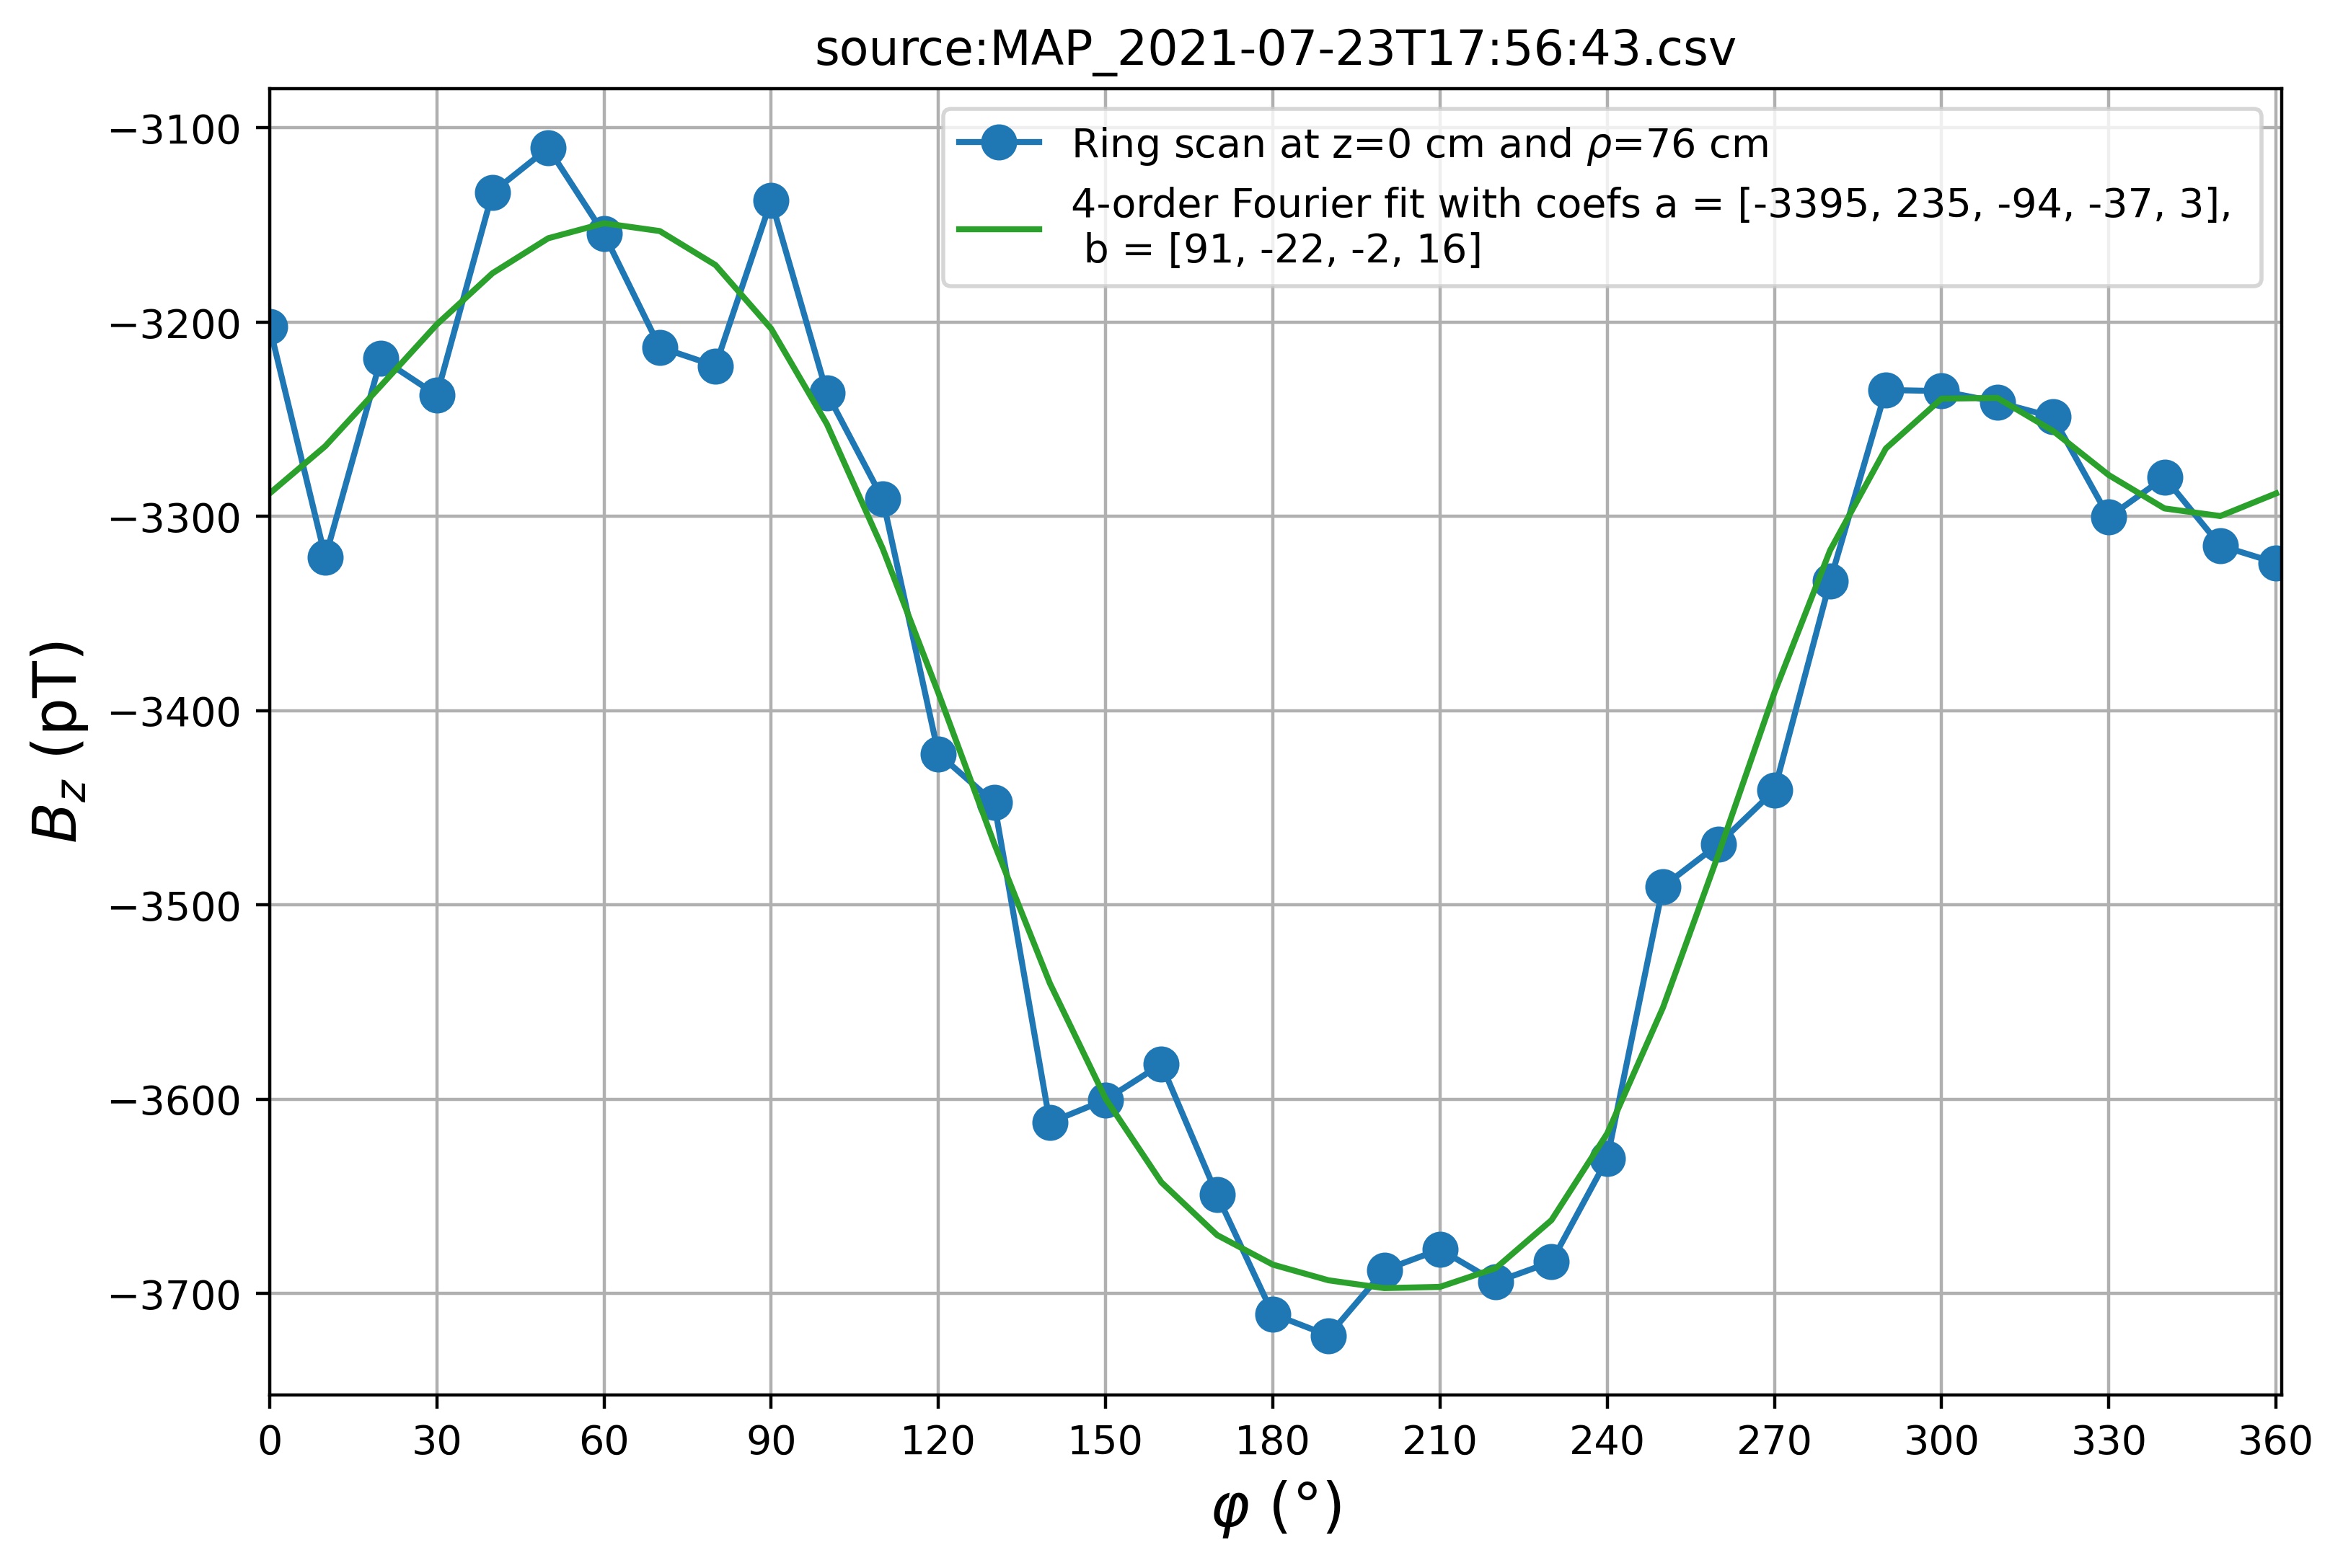 source:MAP_2021-07-23T17:56:43.csv
Ring scan at z=0 cm and ρ=76 cm
4-order Fourier fit with coefs a = [-3395, 235, -94, -37, 3],
b = [91, -22, -2, 16]
−3100
−3200
−3300
−3400
−3500
−3600
−3700
B_z (pT)
0 30 60 90 120 150 180 210 240 270 300 330 360
φ (°)